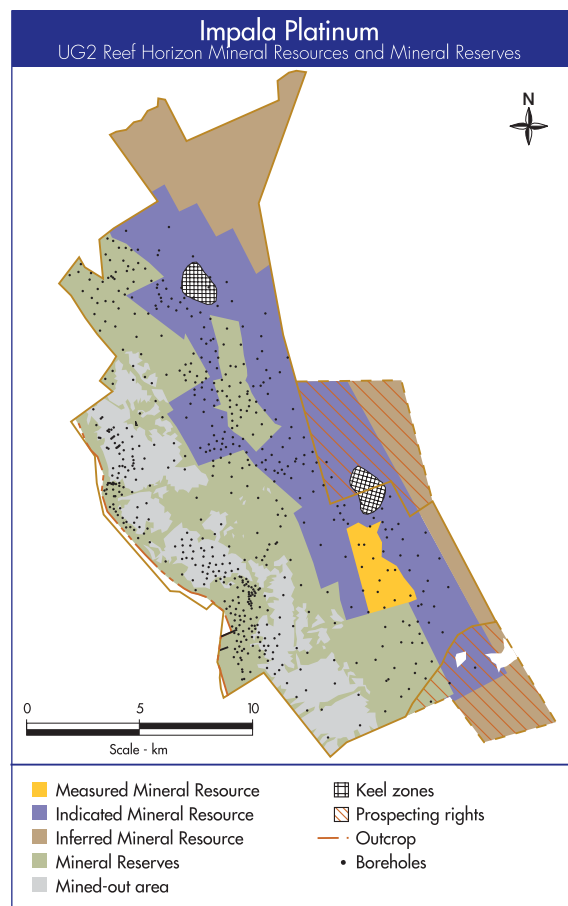 Impala Platinum
UG2 Reef Horizon Mineral Resources and Mineral Reserves
N
0 5 10
Scale - km
Measured Mineral Resource
Indicated Mineral Resource
Inferred Mineral Resource
Mineral Reserves
Mined-out area
Keel zones
Prospecting rights
Outcrop
Boreholes